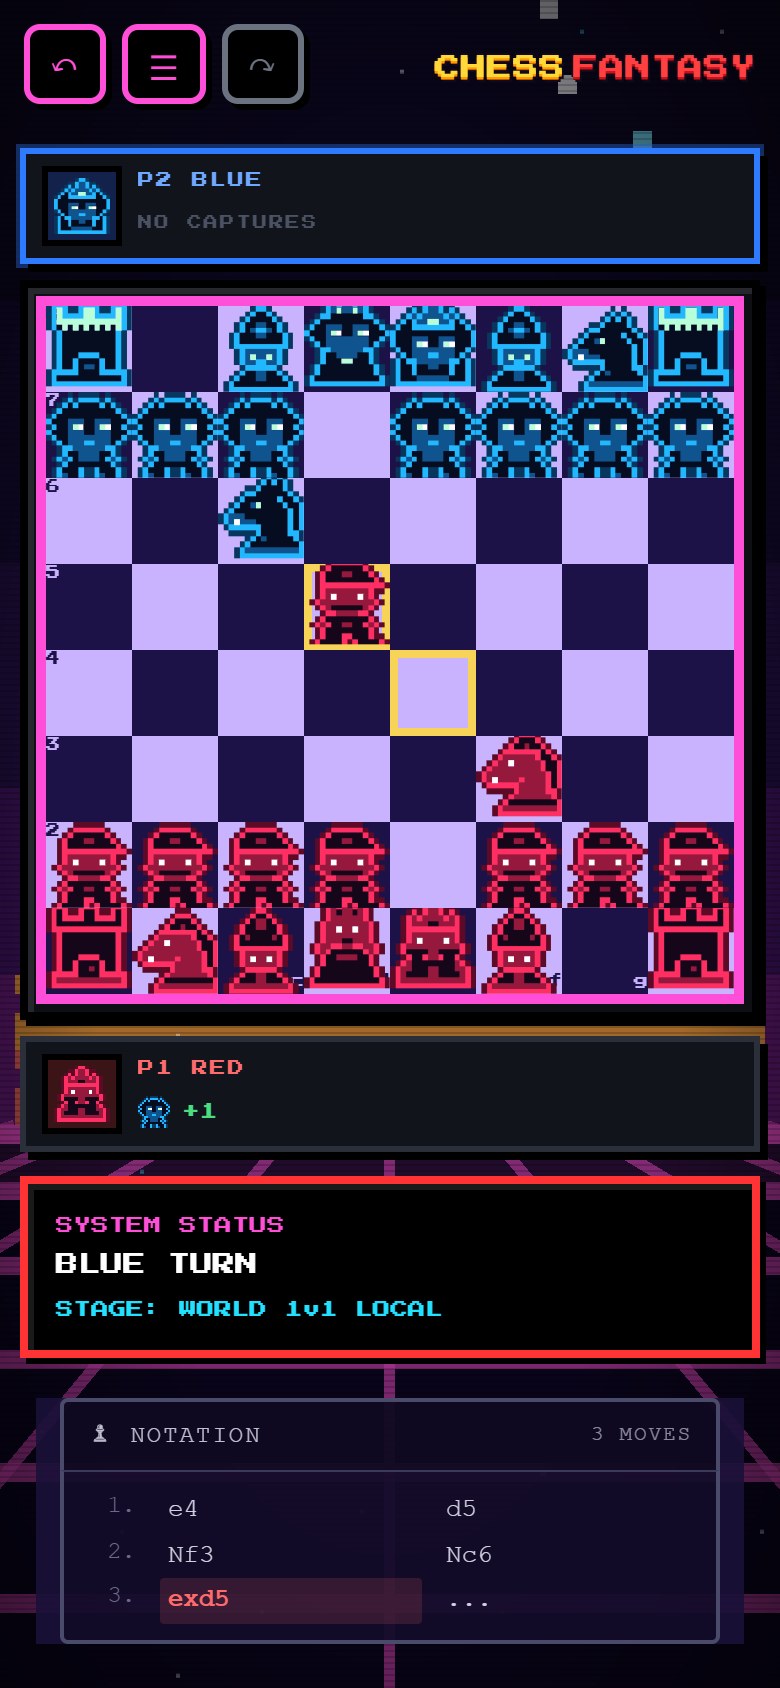 ↶ ☰ ↷ CHESS FANTASY
P2 BLUE
NO CAPTURES
7
6
5
4
3
2
f g
P1 RED
+1
SYSTEM STATUS
BLUE TURN
STAGE: WORLD 1v1 LOCAL
♟ NOTATION 3 MOVES
1. e4 d5
2. Nf3 Nc6
3. exd5 ...